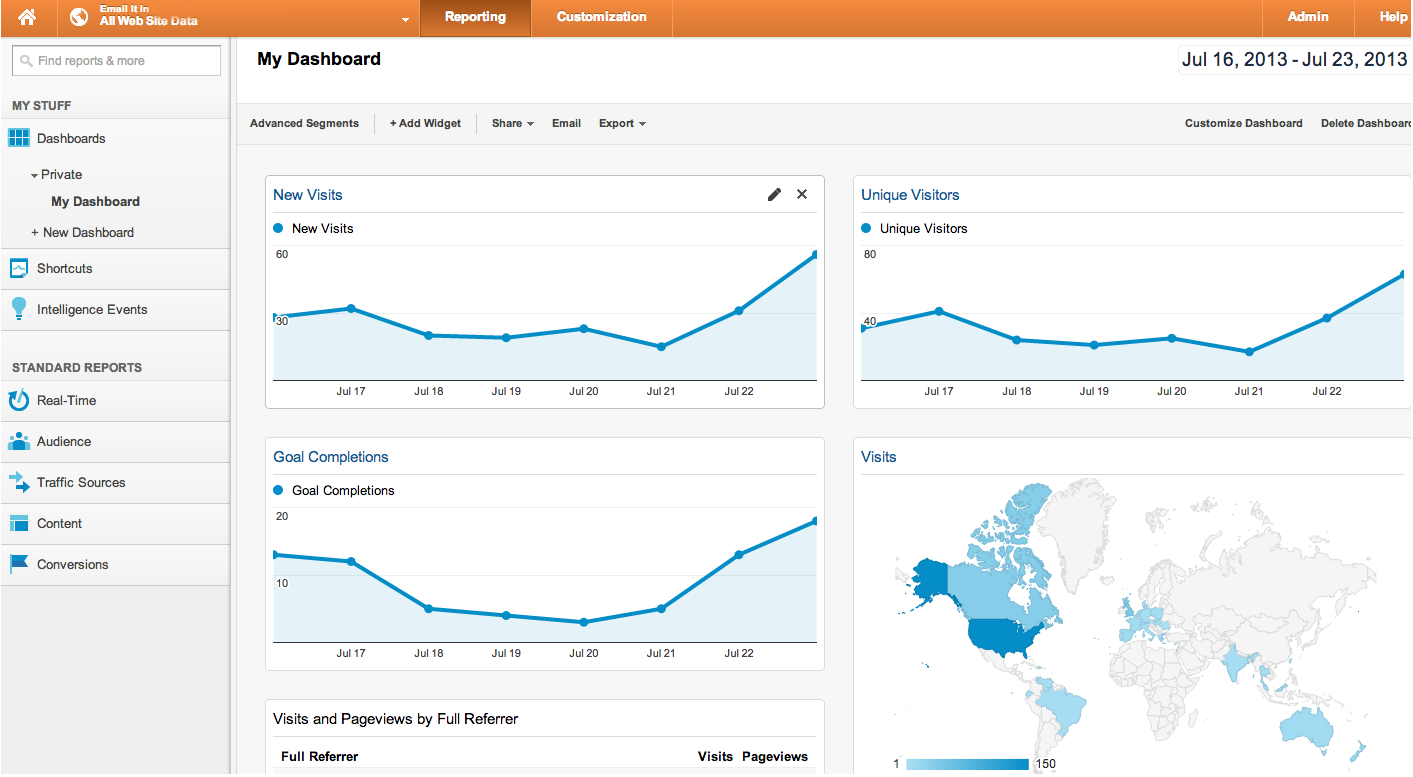 Email It In
All Web Site Data
Reporting
Customization
Admin
Help
Find reports & more
MY STUFF
Dashboards
Private
My Dashboard
+ New Dashboard
Shortcuts
Intelligence Events
STANDARD REPORTS
Real-Time
Audience
Traffic Sources
Content
Conversions
My Dashboard
Jul 16, 2013 - Jul 23, 2013
Advanced Segments
+ Add Widget
Share
Email
Export
Customize Dashboard
Delete Dashboard
New Visits
New Visits
60
30
Jul 17 Jul 18 Jul 19 Jul 20 Jul 21 Jul 22
Unique Visitors
Unique Visitors
80
40
Jul 17 Jul 18 Jul 19 Jul 20 Jul 21 Jul 22
Goal Completions
Goal Completions
20
10
Jul 17 Jul 18 Jul 19 Jul 20 Jul 21 Jul 22
Visits
1 150
Visits and Pageviews by Full Referrer
Full Referrer Visits Pageviews